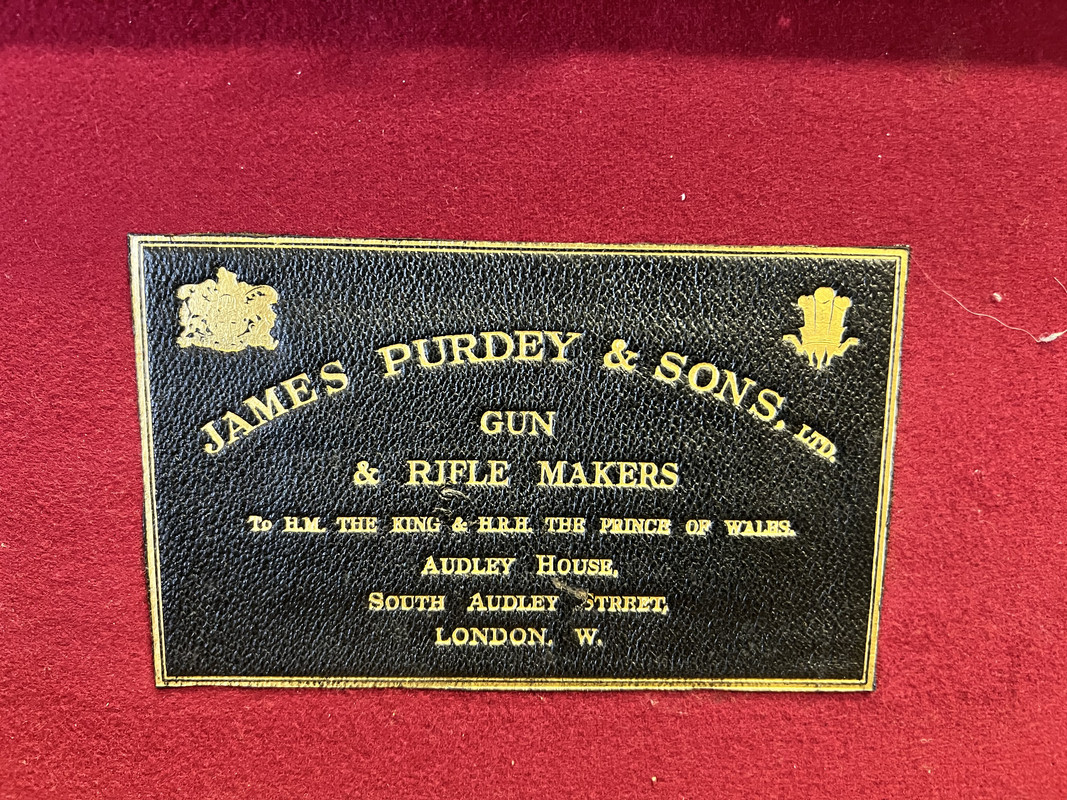 JAMES PURDEY & SONS, LTD.
GUN
& RIFLE MAKERS
To H.M. THE KING & H.R.H. THE PRINCE OF WALES.
AUDLEY HOUSE,
SOUTH AUDLEY STREET,
LONDON. W.